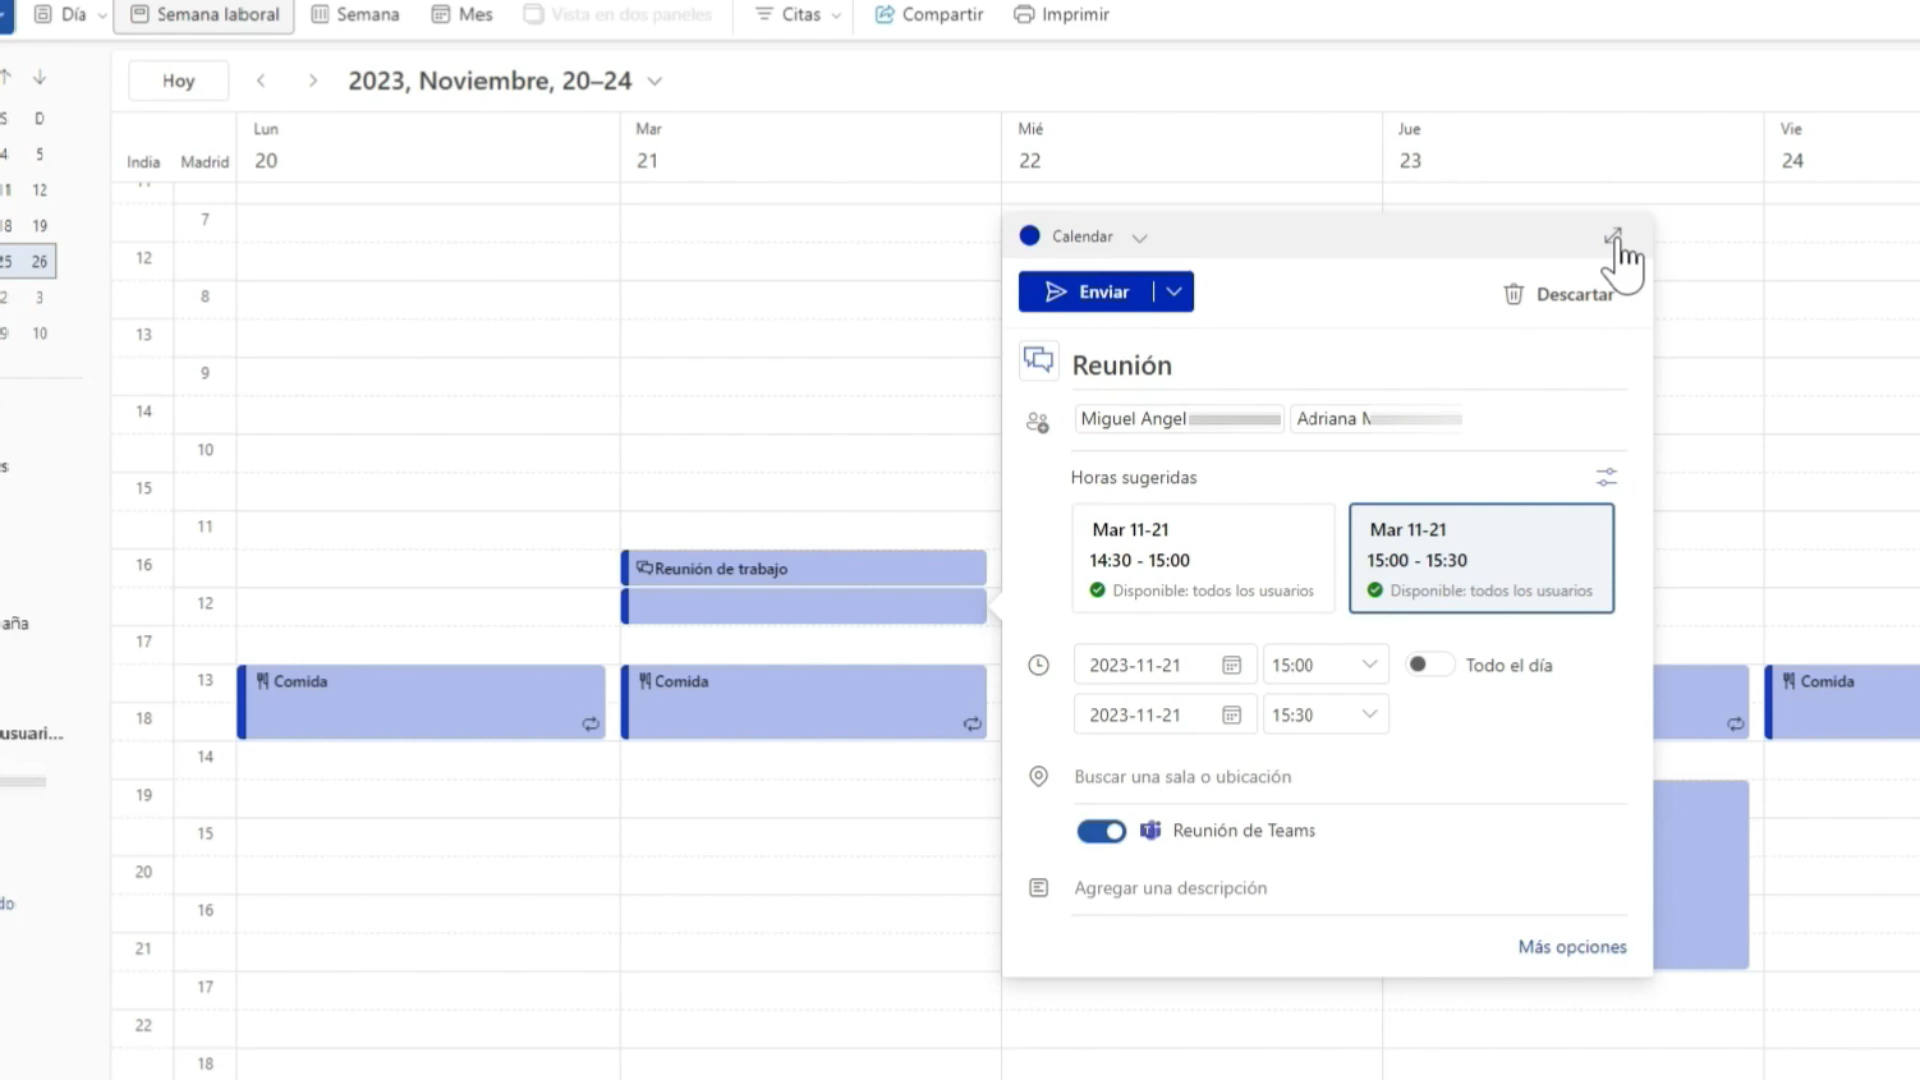 Día
Semana laboral
Semana
Mes
Vista en dos paneles
Citas
Compartir
Imprimir
Hoy
2023, Noviembre, 20–24
S D
4 5
11 12
18 19
25 26
2 3
9 10
India Madrid
Lun
20
Mar
21
Mié
22
Jue
23
Vie
24
7
12
8
13
9
14
10
15
11
16
12
17
13
18
14
19
15
20
16
21
17
22
18
Reunión de trabajo
Comida
Comida
Comida
Calendar
Enviar
Descartar
Reunión
Miguel Angel
Adriana
Horas sugeridas
Mar 11-21
14:30 - 15:00
Disponible: todos los usuarios
Mar 11-21
15:00 - 15:30
Disponible: todos los usuarios
2023-11-21 15:00 Todo el día
2023-11-21 15:30
Buscar una sala o ubicación
Reunión de Teams
Agregar una descripción
Más opciones